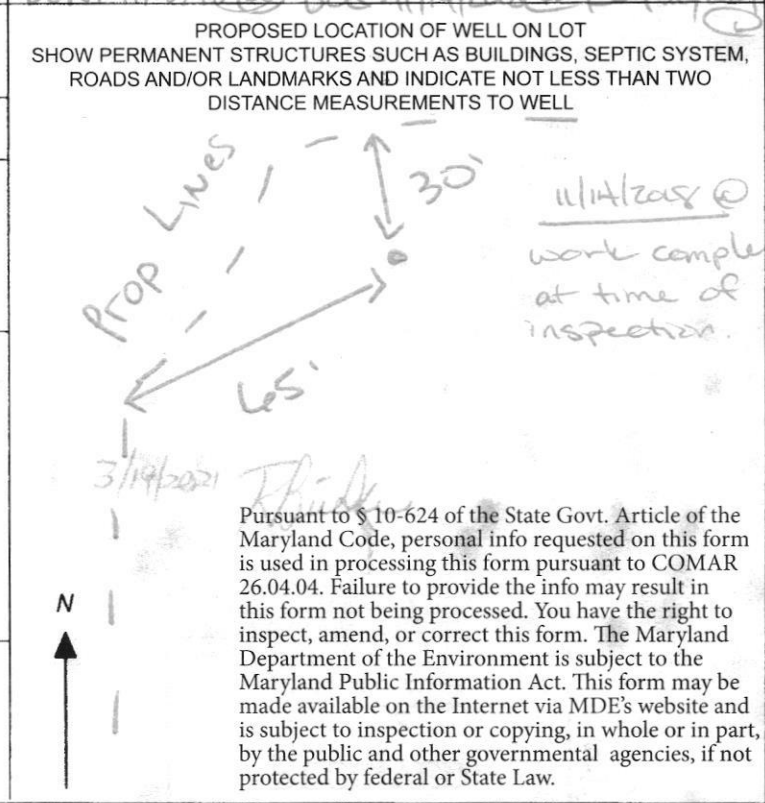 PROPOSED LOCATION OF WELL ON LOT
SHOW PERMANENT STRUCTURES SUCH AS BUILDINGS, SEPTIC SYSTEM,
ROADS AND/OR LANDMARKS AND INDICATE NOT LESS THAN TWO
DISTANCE MEASUREMENTS TO WELL
Prop Lines
30'
11/14/2018 @
work comple
at time of
inspection.
65'
3/19/2021
Pursuant to § 10-624 of the State Govt. Article of the
Maryland Code, personal info requested on this form
is used in processing this form pursuant to COMAR
26.04.04. Failure to provide the info may result in
this form not being processed. You have the right to
inspect, amend, or correct this form. The Maryland
Department of the Environment is subject to the
Maryland Public Information Act. This form may be
made available on the Internet via MDE's website and
is subject to inspection or copying, in whole or in part,
by the public and other governmental agencies, if not
protected by federal or State Law.
N